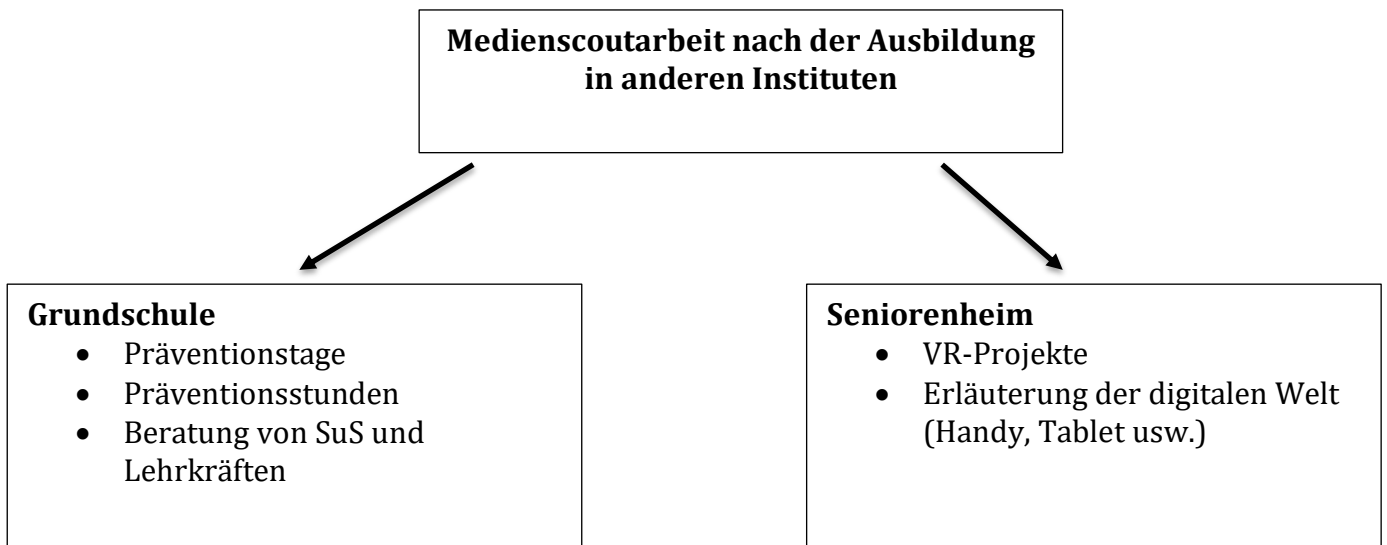 Medienscoutarbeit nach der Ausbildung
in anderen Instituten
Grundschule
• Präventionstage
• Präventionsstunden
• Beratung von SuS und
Lehrkräften
Seniorenheim
• VR-Projekte
• Erläuterung der digitalen Welt
(Handy, Tablet usw.)